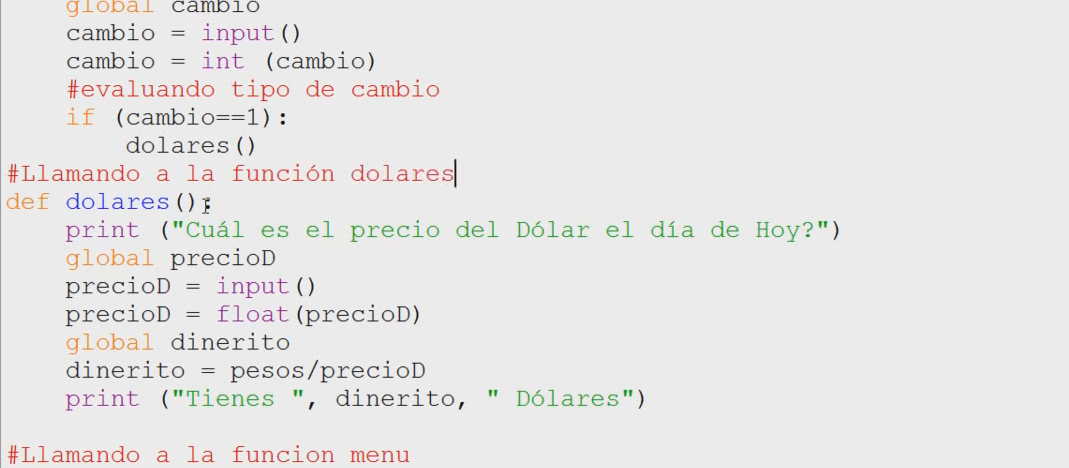 global cambio
cambio = input()
cambio = int (cambio)
#evaluando tipo de cambio
if (cambio==1):
dolares()
#Llamando a la función dolares
def dolares():
print ("Cuál es el precio del Dólar el día de Hoy?")
global precioD
precioD = input()
precioD = float(precioD)
global dinerito
dinerito = pesos/precioD
print ("Tienes ", dinerito, " Dólares")
#Llamando a la funcion menu